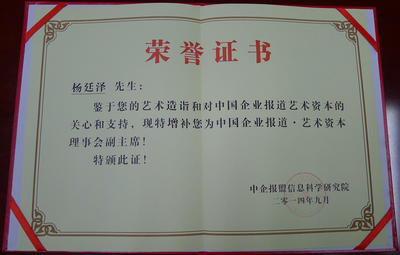 荣誉证书
杨廷泽 先生：
鉴于您的艺术造诣和对中国企业报道艺术资本的
关心和支持，现特增补您为中国企业报道·艺术资本
理事会副主席！
特颁此证！
中企报盟信息科学研究院
二零一四年九月